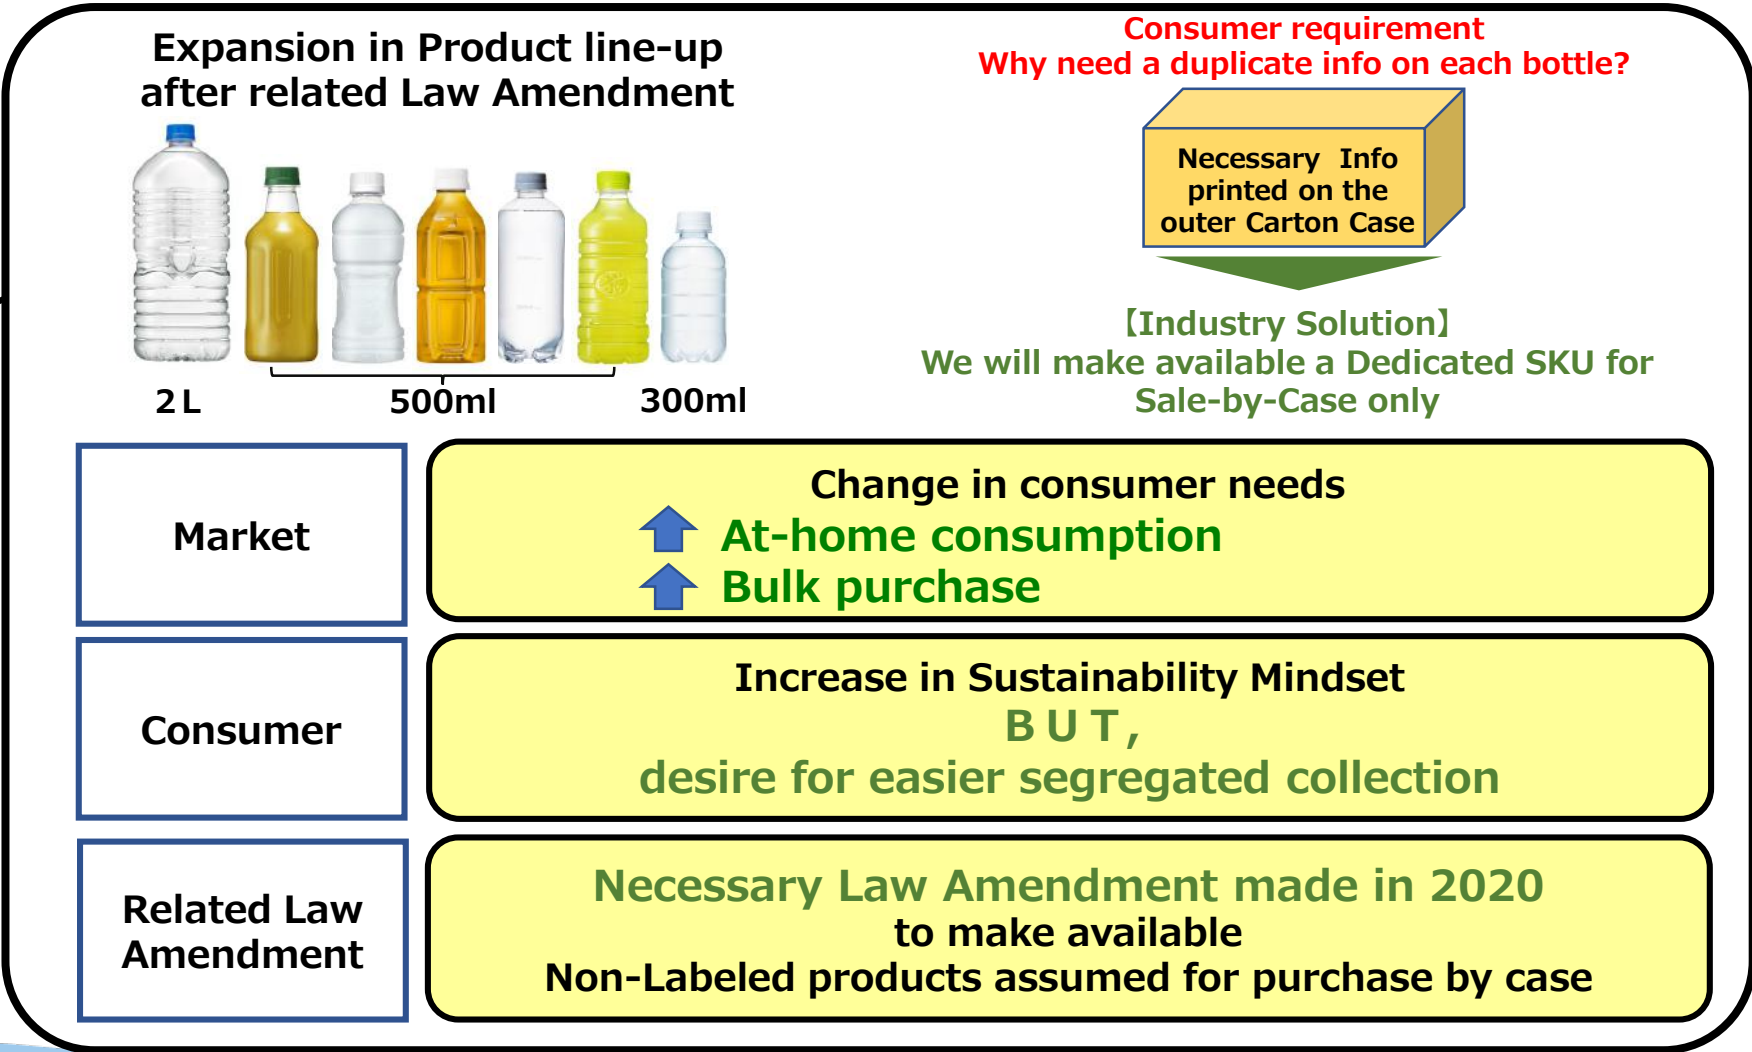 Expansion in Product line-up
after related Law Amendment
2L
500ml
300ml
Consumer requirement
Why need a duplicate info on each bottle?
Necessary Info
printed on the
outer Carton Case
【Industry Solution】
We will make available a Dedicated SKU for
Sale-by-Case only
Market
Change in consumer needs
At-home consumption
Bulk purchase
Consumer
Increase in Sustainability Mindset
BUT,
desire for easier segregated collection
Related Law
Amendment
Necessary Law Amendment made in 2020
to make available
Non-Labeled products assumed for purchase by case